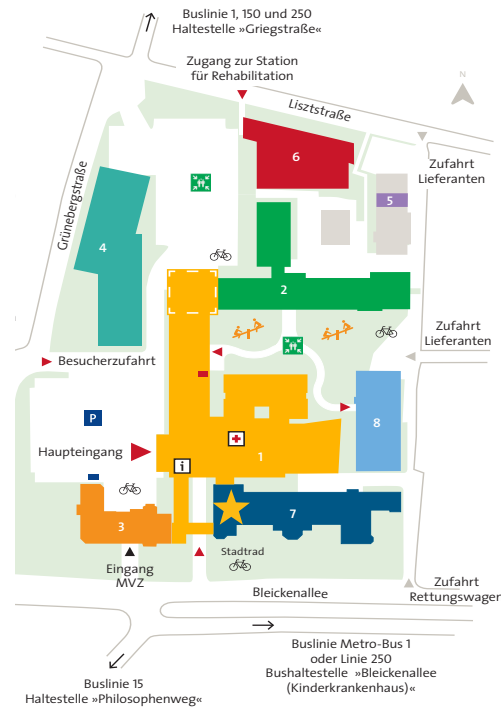 Buslinie 1, 150 und 250
Haltestelle »Griegstraße«
Zugang zur Station
für Rehabilitation
N
Lisztstraße
Grünebergstraße
6
Zufahrt
Lieferanten
5
4
2
Zufahrt
Lieferanten
Besucherzufahrt
P
8
Haupteingang
1
i
7
3
Stadtrad
Eingang
MVZ
Bleickenallee
Zufahrt
Rettungswagen
Buslinie Metro-Bus 1
oder Linie 250
Bushaltestelle »Bleickenallee
(Kinderkrankenhaus)«
Buslinie 15
Haltestelle »Philosophenweg«